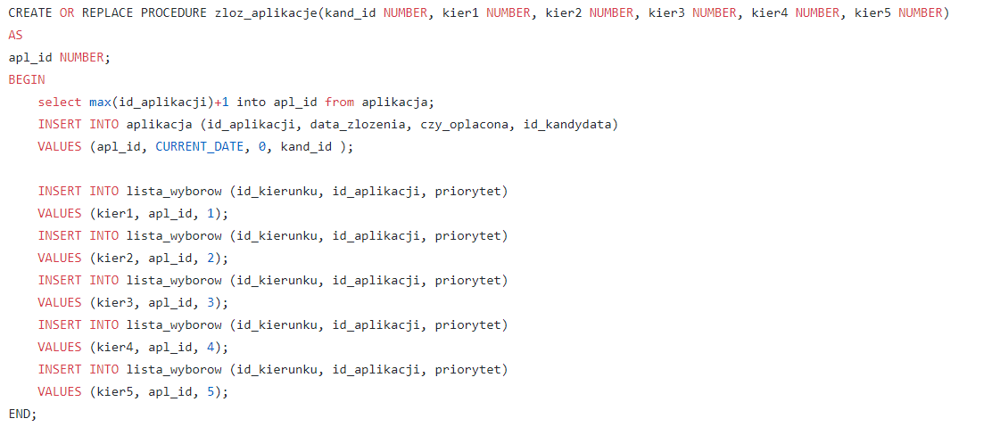 CREATE OR REPLACE PROCEDURE zloz_aplikacje(kand_id NUMBER, kier1 NUMBER, kier2 NUMBER, kier3 NUMBER, kier4 NUMBER, kier5 NUMBER)
AS
apl_id NUMBER;
BEGIN
    select max(id_aplikacji)+1 into apl_id from aplikacja;
    INSERT INTO aplikacja (id_aplikacji, data_zlozenia, czy_oplacona, id_kandydata)
    VALUES (apl_id, CURRENT_DATE, 0, kand_id );

    INSERT INTO lista_wyborow (id_kierunku, id_aplikacji, priorytet)
    VALUES (kier1, apl_id, 1);
    INSERT INTO lista_wyborow (id_kierunku, id_aplikacji, priorytet)
    VALUES (kier2, apl_id, 2);
    INSERT INTO lista_wyborow (id_kierunku, id_aplikacji, priorytet)
    VALUES (kier3, apl_id, 3);
    INSERT INTO lista_wyborow (id_kierunku, id_aplikacji, priorytet)
    VALUES (kier4, apl_id, 4);
    INSERT INTO lista_wyborow (id_kierunku, id_aplikacji, priorytet)
    VALUES (kier5, apl_id, 5);
END;